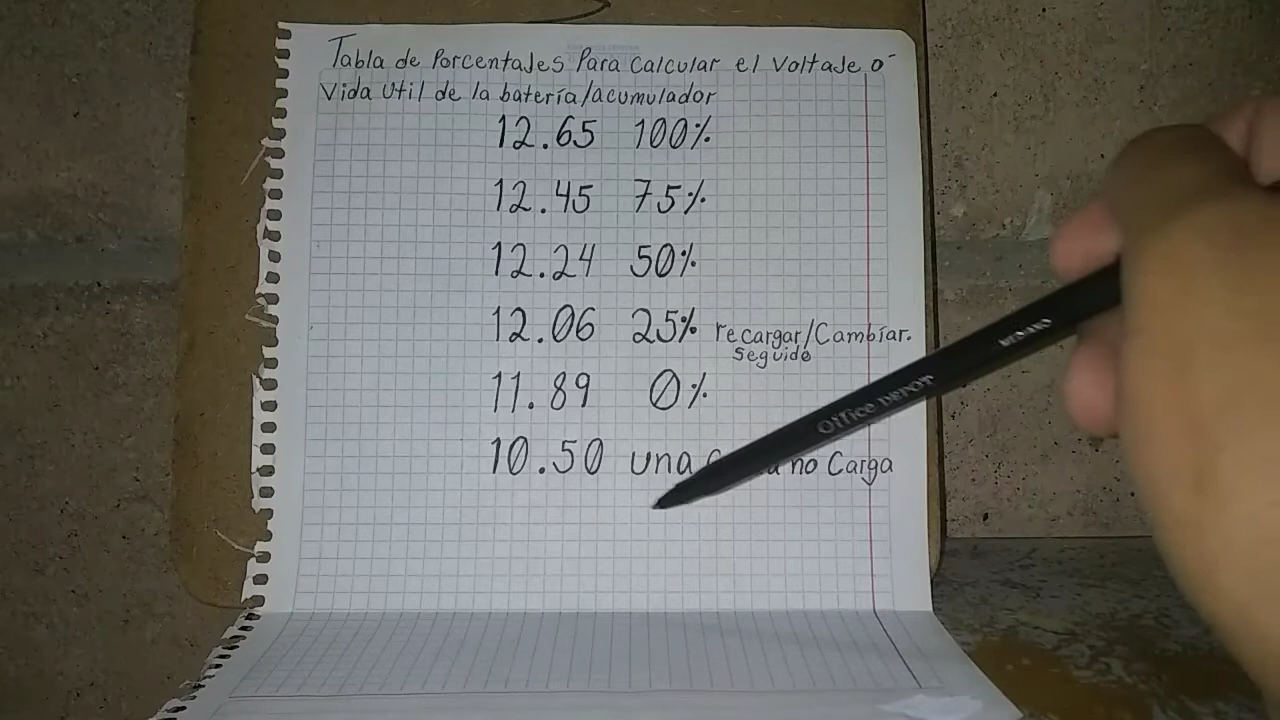 Tabla de Porcentajes Para Calcular el Voltaje o
Vida Util de la batería/acumulador
12.65 100%
12.45 75%
12.24 50%
12.06 25% recargar/Cambiar.
seguido
11.89 0%
10.50 una no Carga
Office DEPOT